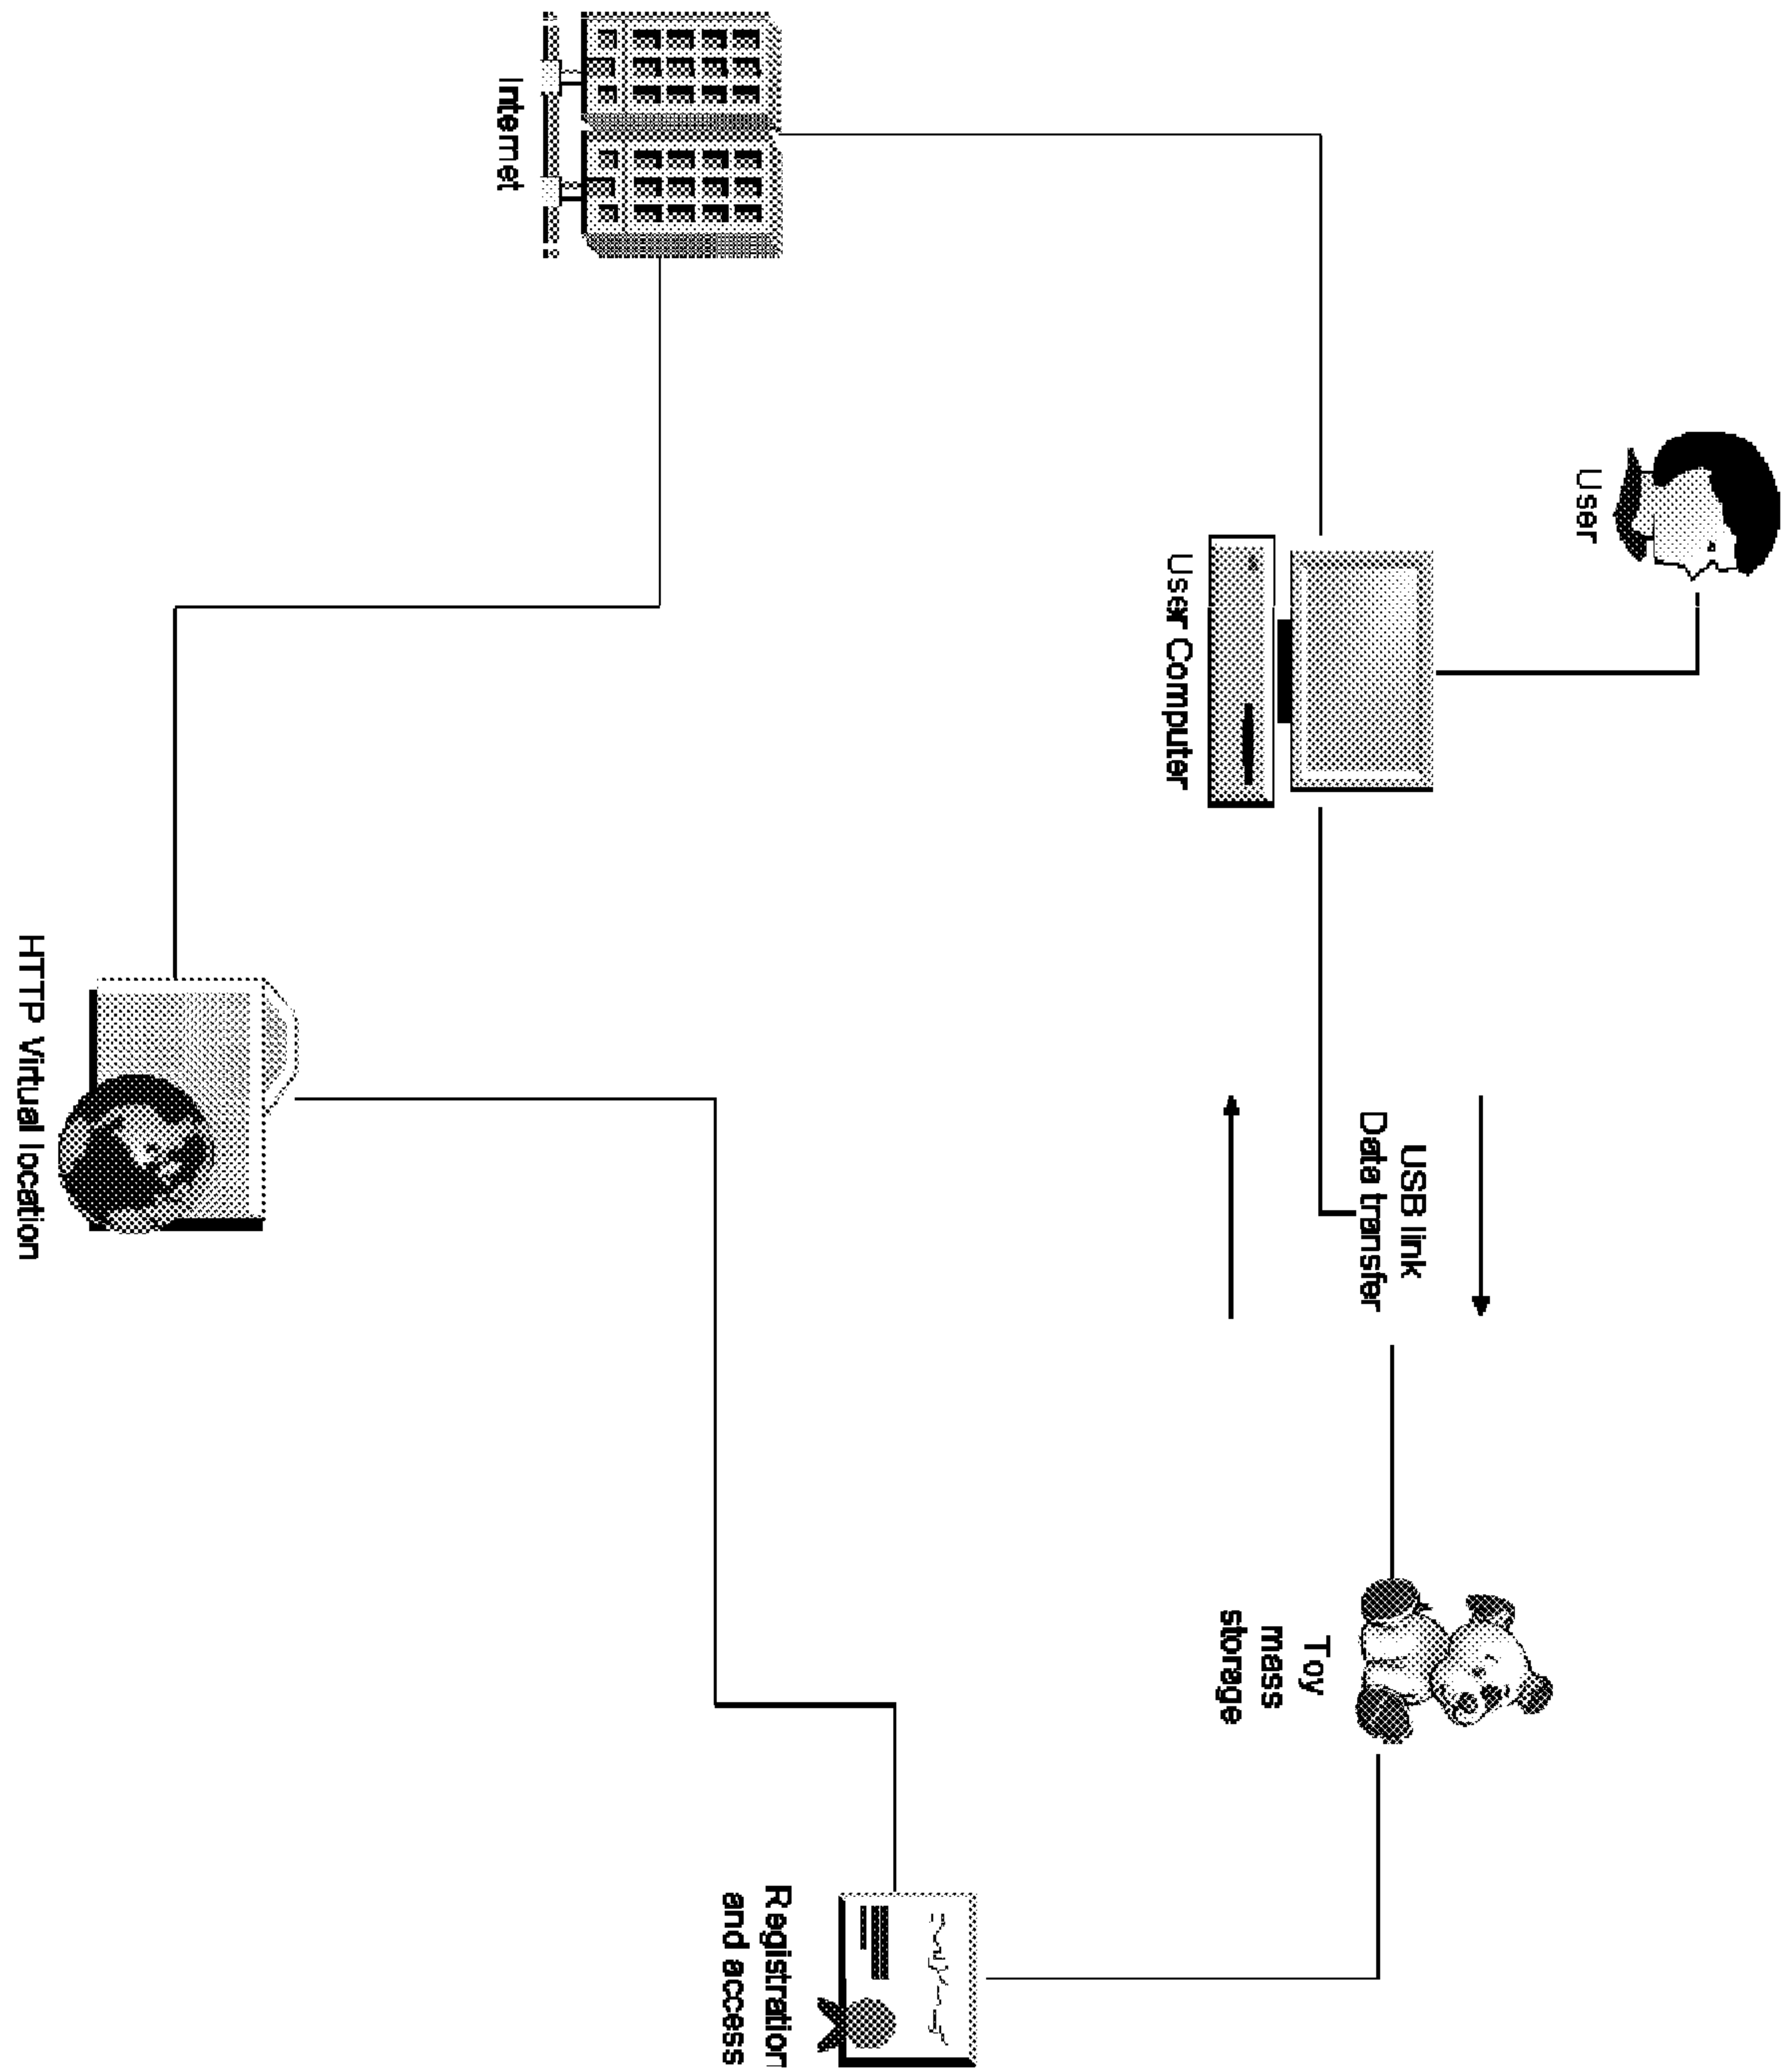 User
USB link
Data transfer
Toy
mass
storage
User Computer
Registration
and access
Internet
HTTP Virtual location